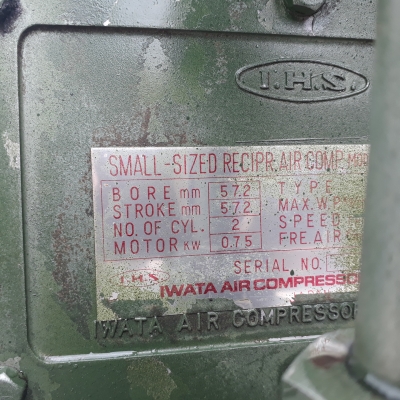 I.H.S.
SMALL-SIZED RECIPR. AIR COMP.
BORE mm 57.2 TYPE
STROKE mm 57.2 MAX. W.P
NO. OF CYL. 2 SPEED
MOTOR KW 0.75 FRE. AIR
SERIAL NO.
I.H.S.
IWATA AIR COMPRESSO
IWATA AIR COMPRESSOR